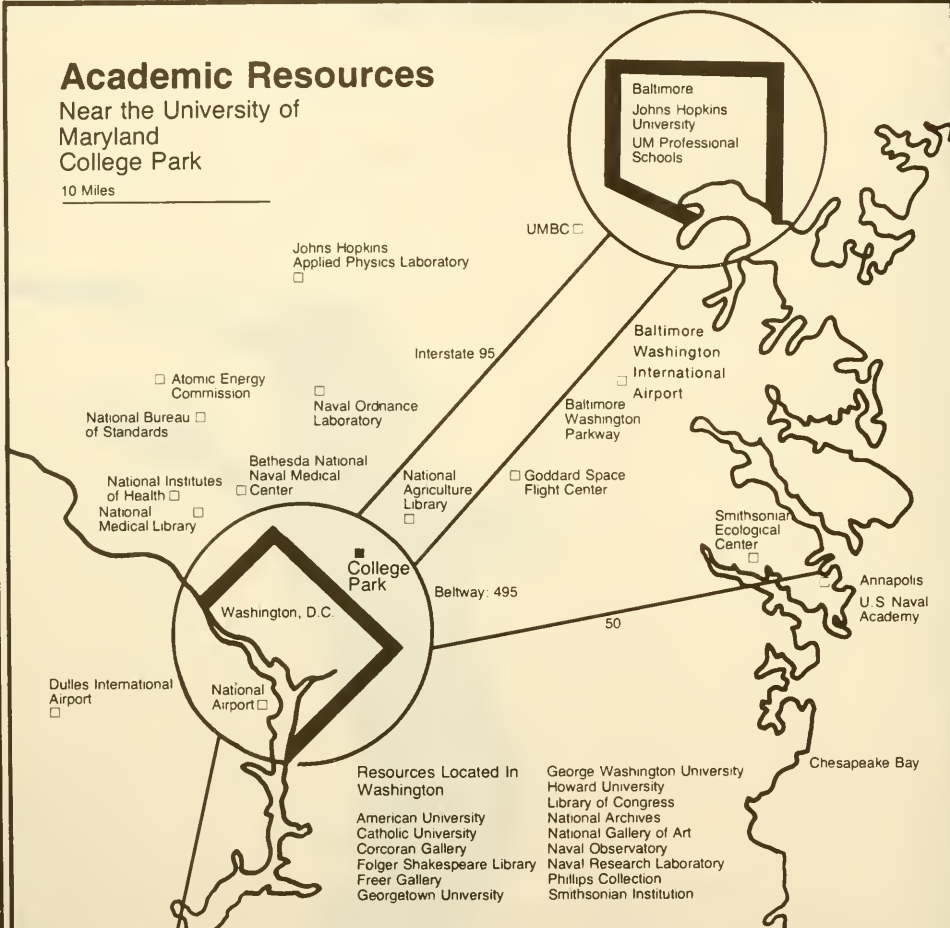 Academic Resources
Near the University of
Maryland
College Park
10 Miles
Baltimore
Johns Hopkins
University
UM Professional
Schools
UMBC
Johns Hopkins
Applied Physics Laboratory
Interstate 95
Baltimore
Washington
International
Airport
Atomic Energy
Commission
Naval Ordnance
Laboratory
National Bureau
of Standards
Baltimore
Washington
Parkway
Bethesda National
Naval Medical
Center
National Institutes
of Health
National
Medical Library
National
Agriculture
Library
Goddard Space
Flight Center
Smithsonian
Ecological
Center
College
Park
Beltway: 495
Annapolis
U.S Naval
Academy
Washington, D.C.
50
Dulles International
Airport
National
Airport
Chesapeake Bay
Resources Located In
Washington
American University
Catholic University
Corcoran Gallery
Folger Shakespeare Library
Freer Gallery
Georgetown University
George Washington University
Howard University
Library of Congress
National Archives
National Gallery of Art
Naval Observatory
Naval Research Laboratory
Phillips Collection
Smithsonian Institution